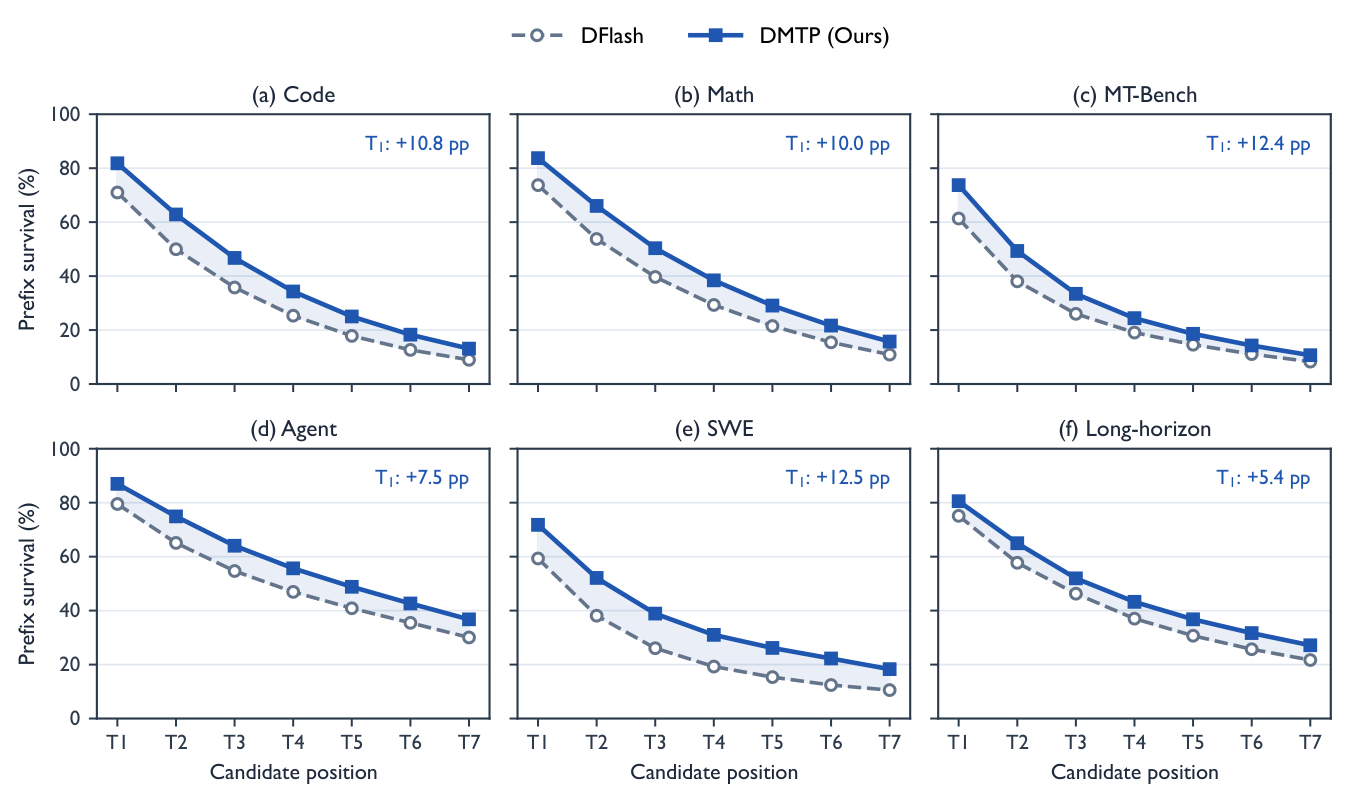 DFlash DMTP (Ours)
(a) Code (b) Math (c) MT-Bench
T₁: +10.8 pp T₁: +10.0 pp T₁: +12.4 pp
Prefix survival (%)
100
80
60
40
20
0
(d) Agent (e) SWE (f) Long-horizon
T₁: +7.5 pp T₁: +12.5 pp T₁: +5.4 pp
Prefix survival (%)
100
80
60
40
20
0
T1 T2 T3 T4 T5 T6 T7 T1 T2 T3 T4 T5 T6 T7 T1 T2 T3 T4 T5 T6 T7
Candidate position Candidate position Candidate position